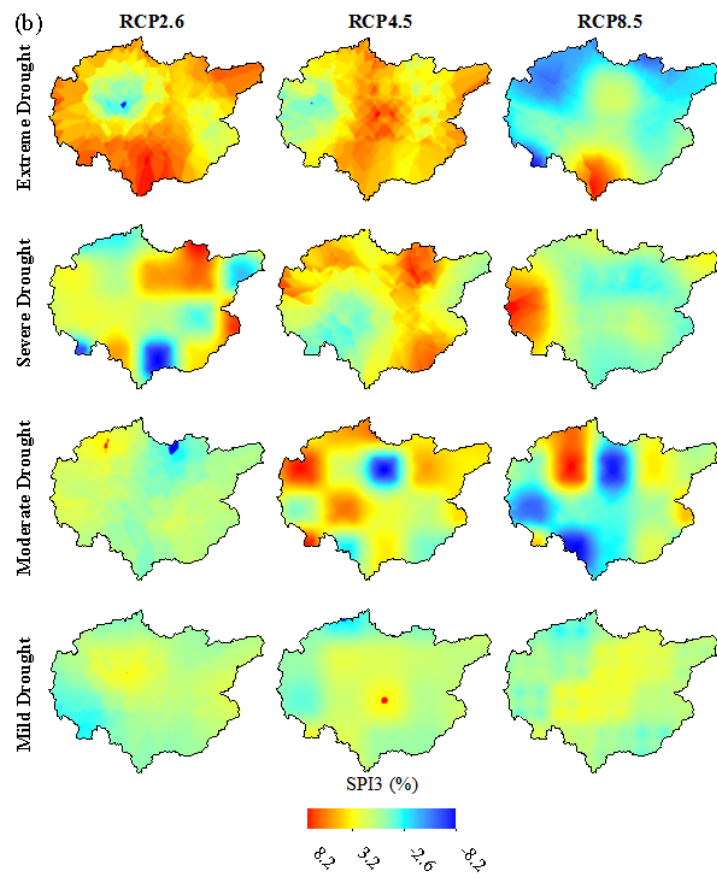 (b)
RCP2.6 RCP4.5 RCP8.5
Extreme Drought
Severe Drought
Moderate Drought
Mild Drought
SPI3 (%)
8.2 3.2 -2.6 -8.2